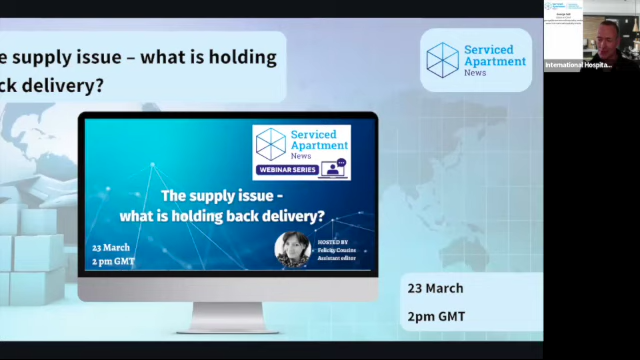 e supply issue – what is holding
ck delivery?
Serviced
Apartment
News
Serviced
Apartment
News
WEBINAR SERIES
The supply issue -
what is holding back delivery?
23 March
2 pm GMT
HOSTED BY
Felicity Cousins
Assistant editor
23 March
2pm GMT
International Hospita...